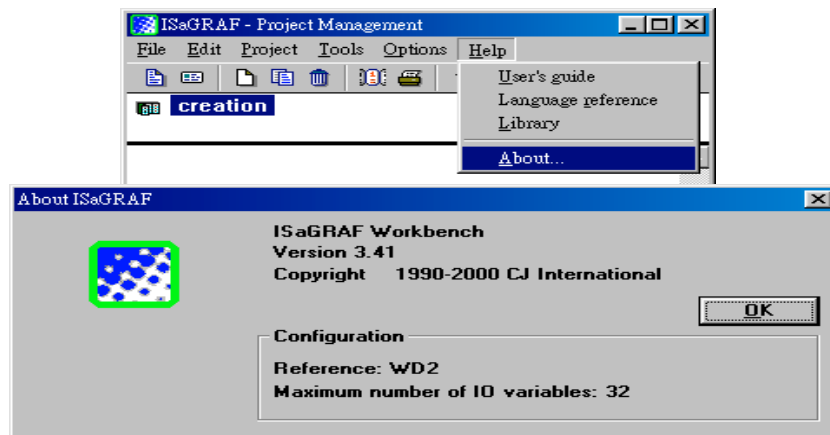 ISaGRAF - Project Management
File Edit Project Tools Options Help
User's guide
creation
Language reference
Library
About...
About ISaGRAF
ISaGRAF Workbench
Version 3.41
Copyright 1990-2000 CJ International
OK
Configuration
Reference: WD2
Maximum number of IO variables: 32